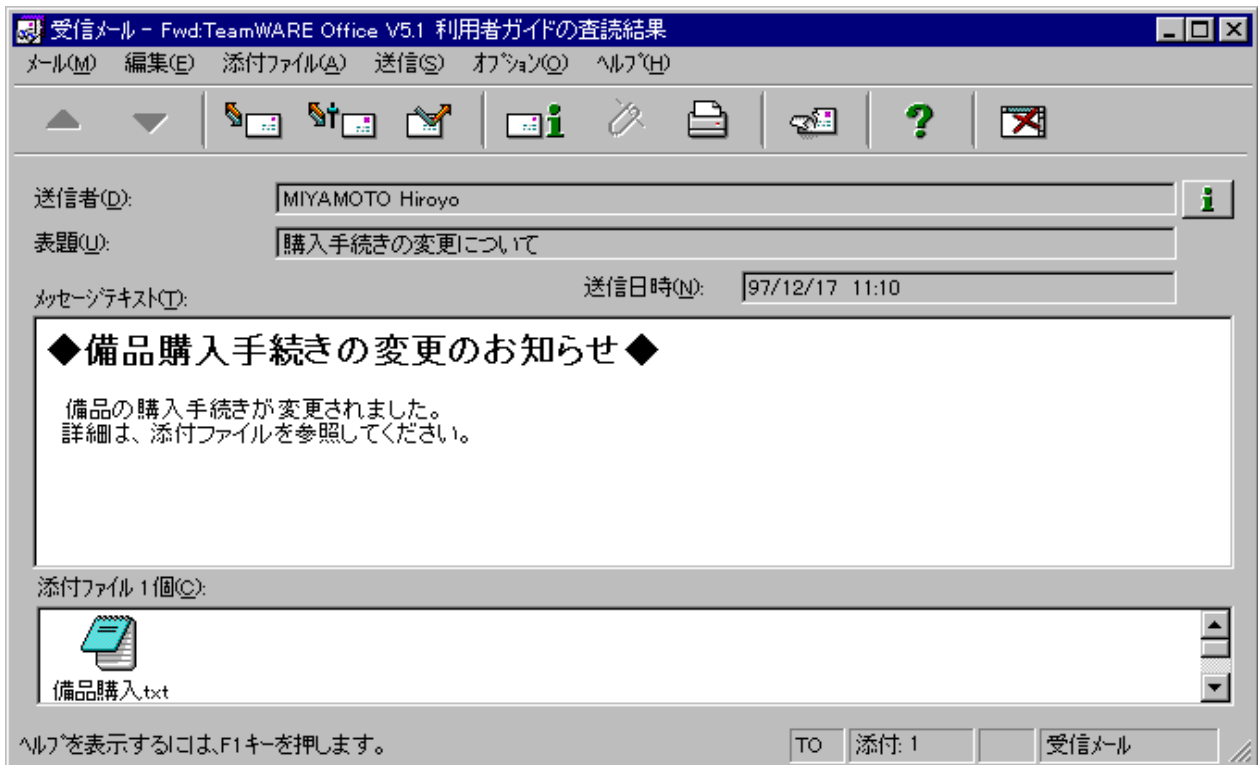 受信メール - Fwd:TeamWARE Office V5.1 利用者ガイドの査読結果
メール(M) 編集(E) 添付ファイル(A) 送信(S) オプション(O) ヘルプ(H)
送信者(D): MIYAMOTO Hiroyo
表題(U): 購入手続きの変更について
送信日時(N): 97/12/17 11:10
メッセージテキスト(T):
◆備品購入手続きの変更のお知らせ◆
備品の購入手続きが変更されました。
詳細は、添付ファイルを参照してください。
添付ファイル 1個(C):
備品購入.txt
ヘルプを表示するには、F1キーを押します。 TO 添付: 1 受信メール